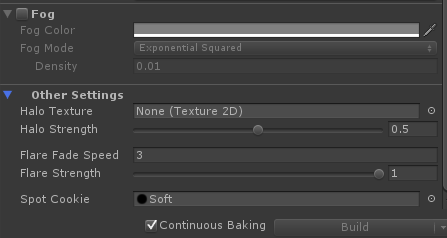 Fog
Fog Color
Fog Mode Exponential Squared
Density 0.01
Other Settings
Halo Texture None (Texture 2D)
Halo Strength 0.5
Flare Fade Speed 3
Flare Strength 1
Spot Cookie Soft
Continuous Baking Build